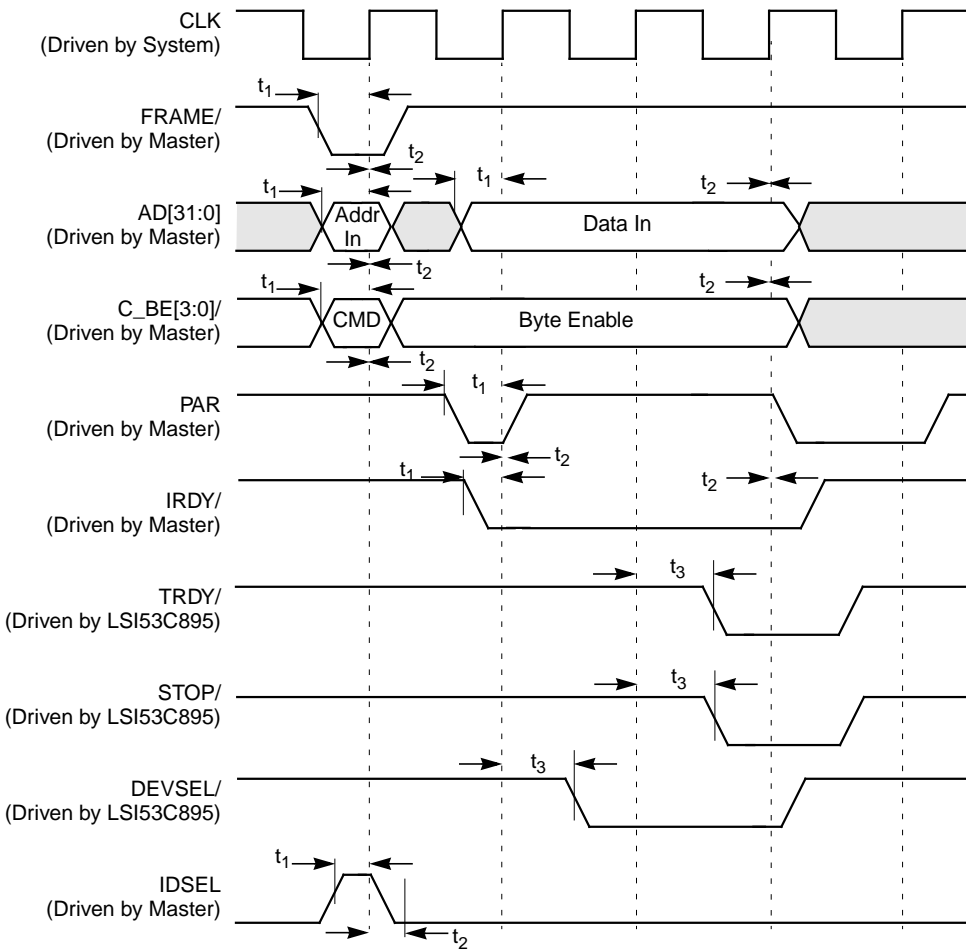 CLK
(Driven by System)
t1
FRAME/
(Driven by Master)
t2
t1
t1
t2
AD[31:0]
(Driven by Master)
Addr
In
Data In
t2
t1
t2
C_BE[3:0]/
(Driven by Master)
CMD
Byte Enable
t2
t1
PAR
(Driven by Master)
t2
t1
t2
IRDY/
(Driven by Master)
t3
TRDY/
(Driven by LSI53C895)
t3
STOP/
(Driven by LSI53C895)
t3
DEVSEL/
(Driven by LSI53C895)
t1
IDSEL
(Driven by Master)
t2